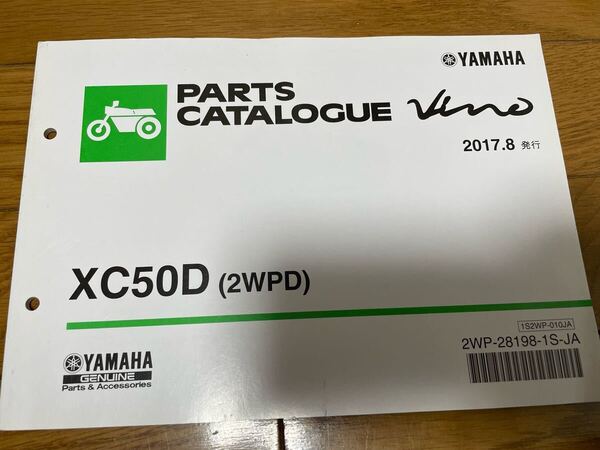 YAMAHA
PARTS
CATALOGUE Vino
2017.8 発行
XC50D (2WPD)
1S2WP-010JA
2WP-28198-1S-JA
YAMAHA
GENUINE
Parts & Accessories